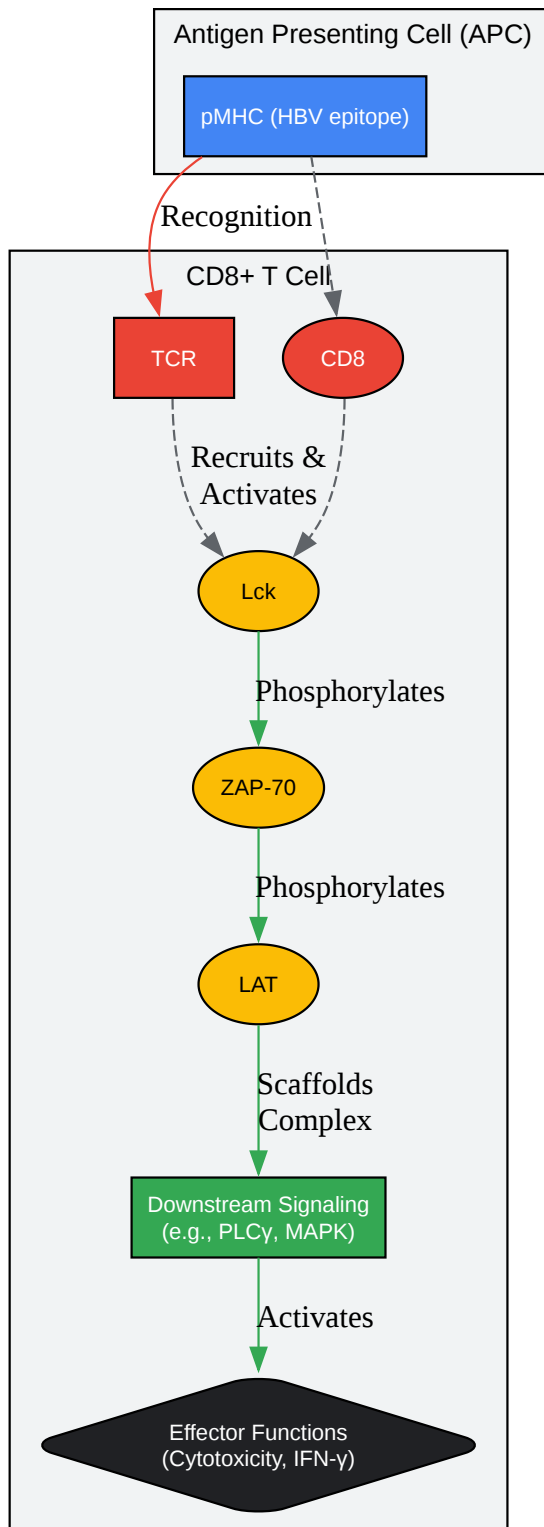 Antigen Presenting Cell (APC)
pMHC (HBV epitope)
Recognition
CD8+ T Cell
TCR
CD8
Recruits &
Activates
Lck
Phosphorylates
ZAP-70
Phosphorylates
LAT
Scaffolds
Complex
Downstream Signaling
(e.g., PLCγ, MAPK)
Activates
Effector Functions
(Cytotoxicity, IFN-γ)